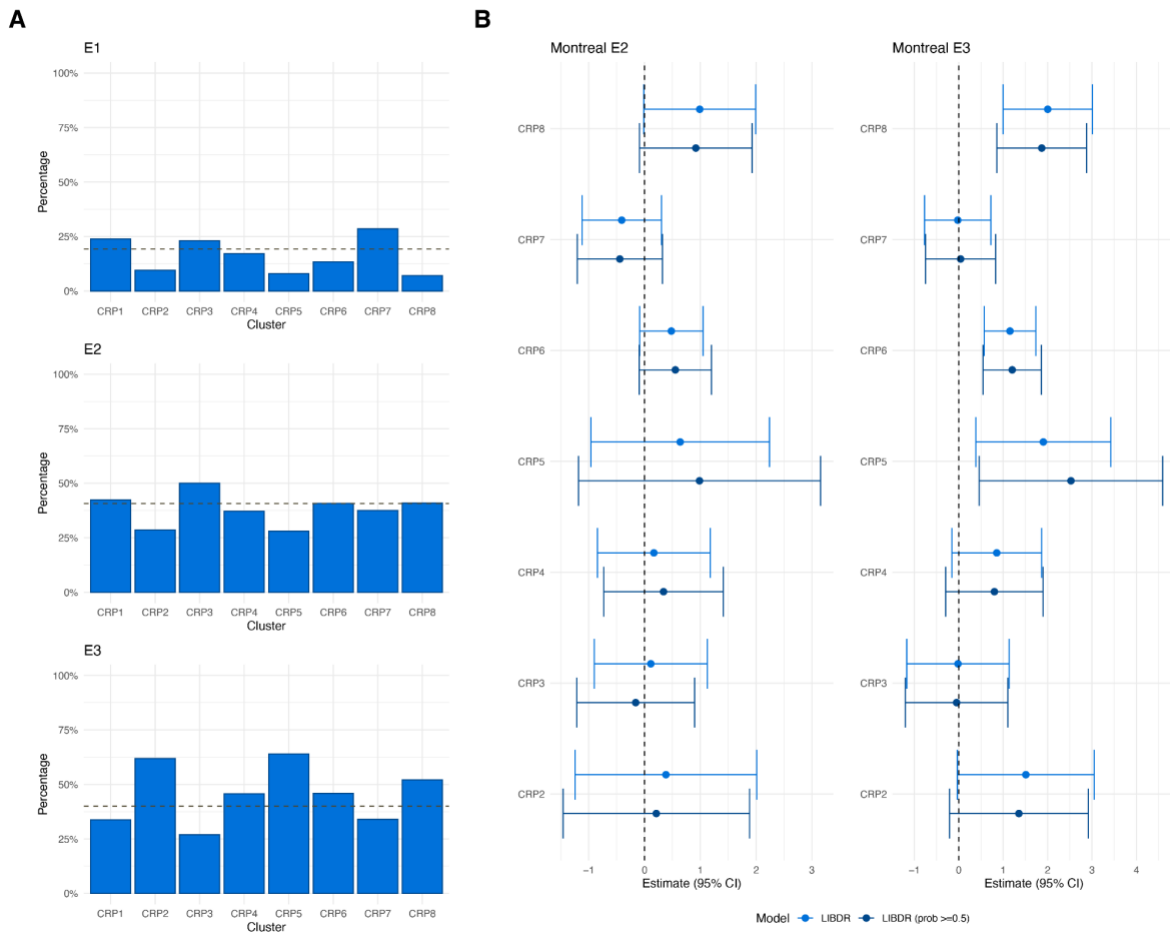 A
E1
100%
75%
50%
25%
0%
Percentage
CRP1 CRP2 CRP3 CRP4 CRP5 CRP6 CRP7 CRP8
Cluster
E2
100%
75%
50%
25%
0%
Percentage
CRP1 CRP2 CRP3 CRP4 CRP5 CRP6 CRP7 CRP8
Cluster
E3
100%
75%
50%
25%
0%
Percentage
CRP1 CRP2 CRP3 CRP4 CRP5 CRP6 CRP7 CRP8
Cluster
B
Montreal E2
CRP8
CRP7
CRP6
CRP5
CRP4
CRP3
CRP2
−1 0 1 2 3
Estimate (95% CI)
Montreal E3
CRP8
CRP7
CRP6
CRP5
CRP4
CRP3
CRP2
−1 0 1 2 3 4
Estimate (95% CI)
Model LIBDR LIBDR (prob >=0.5)